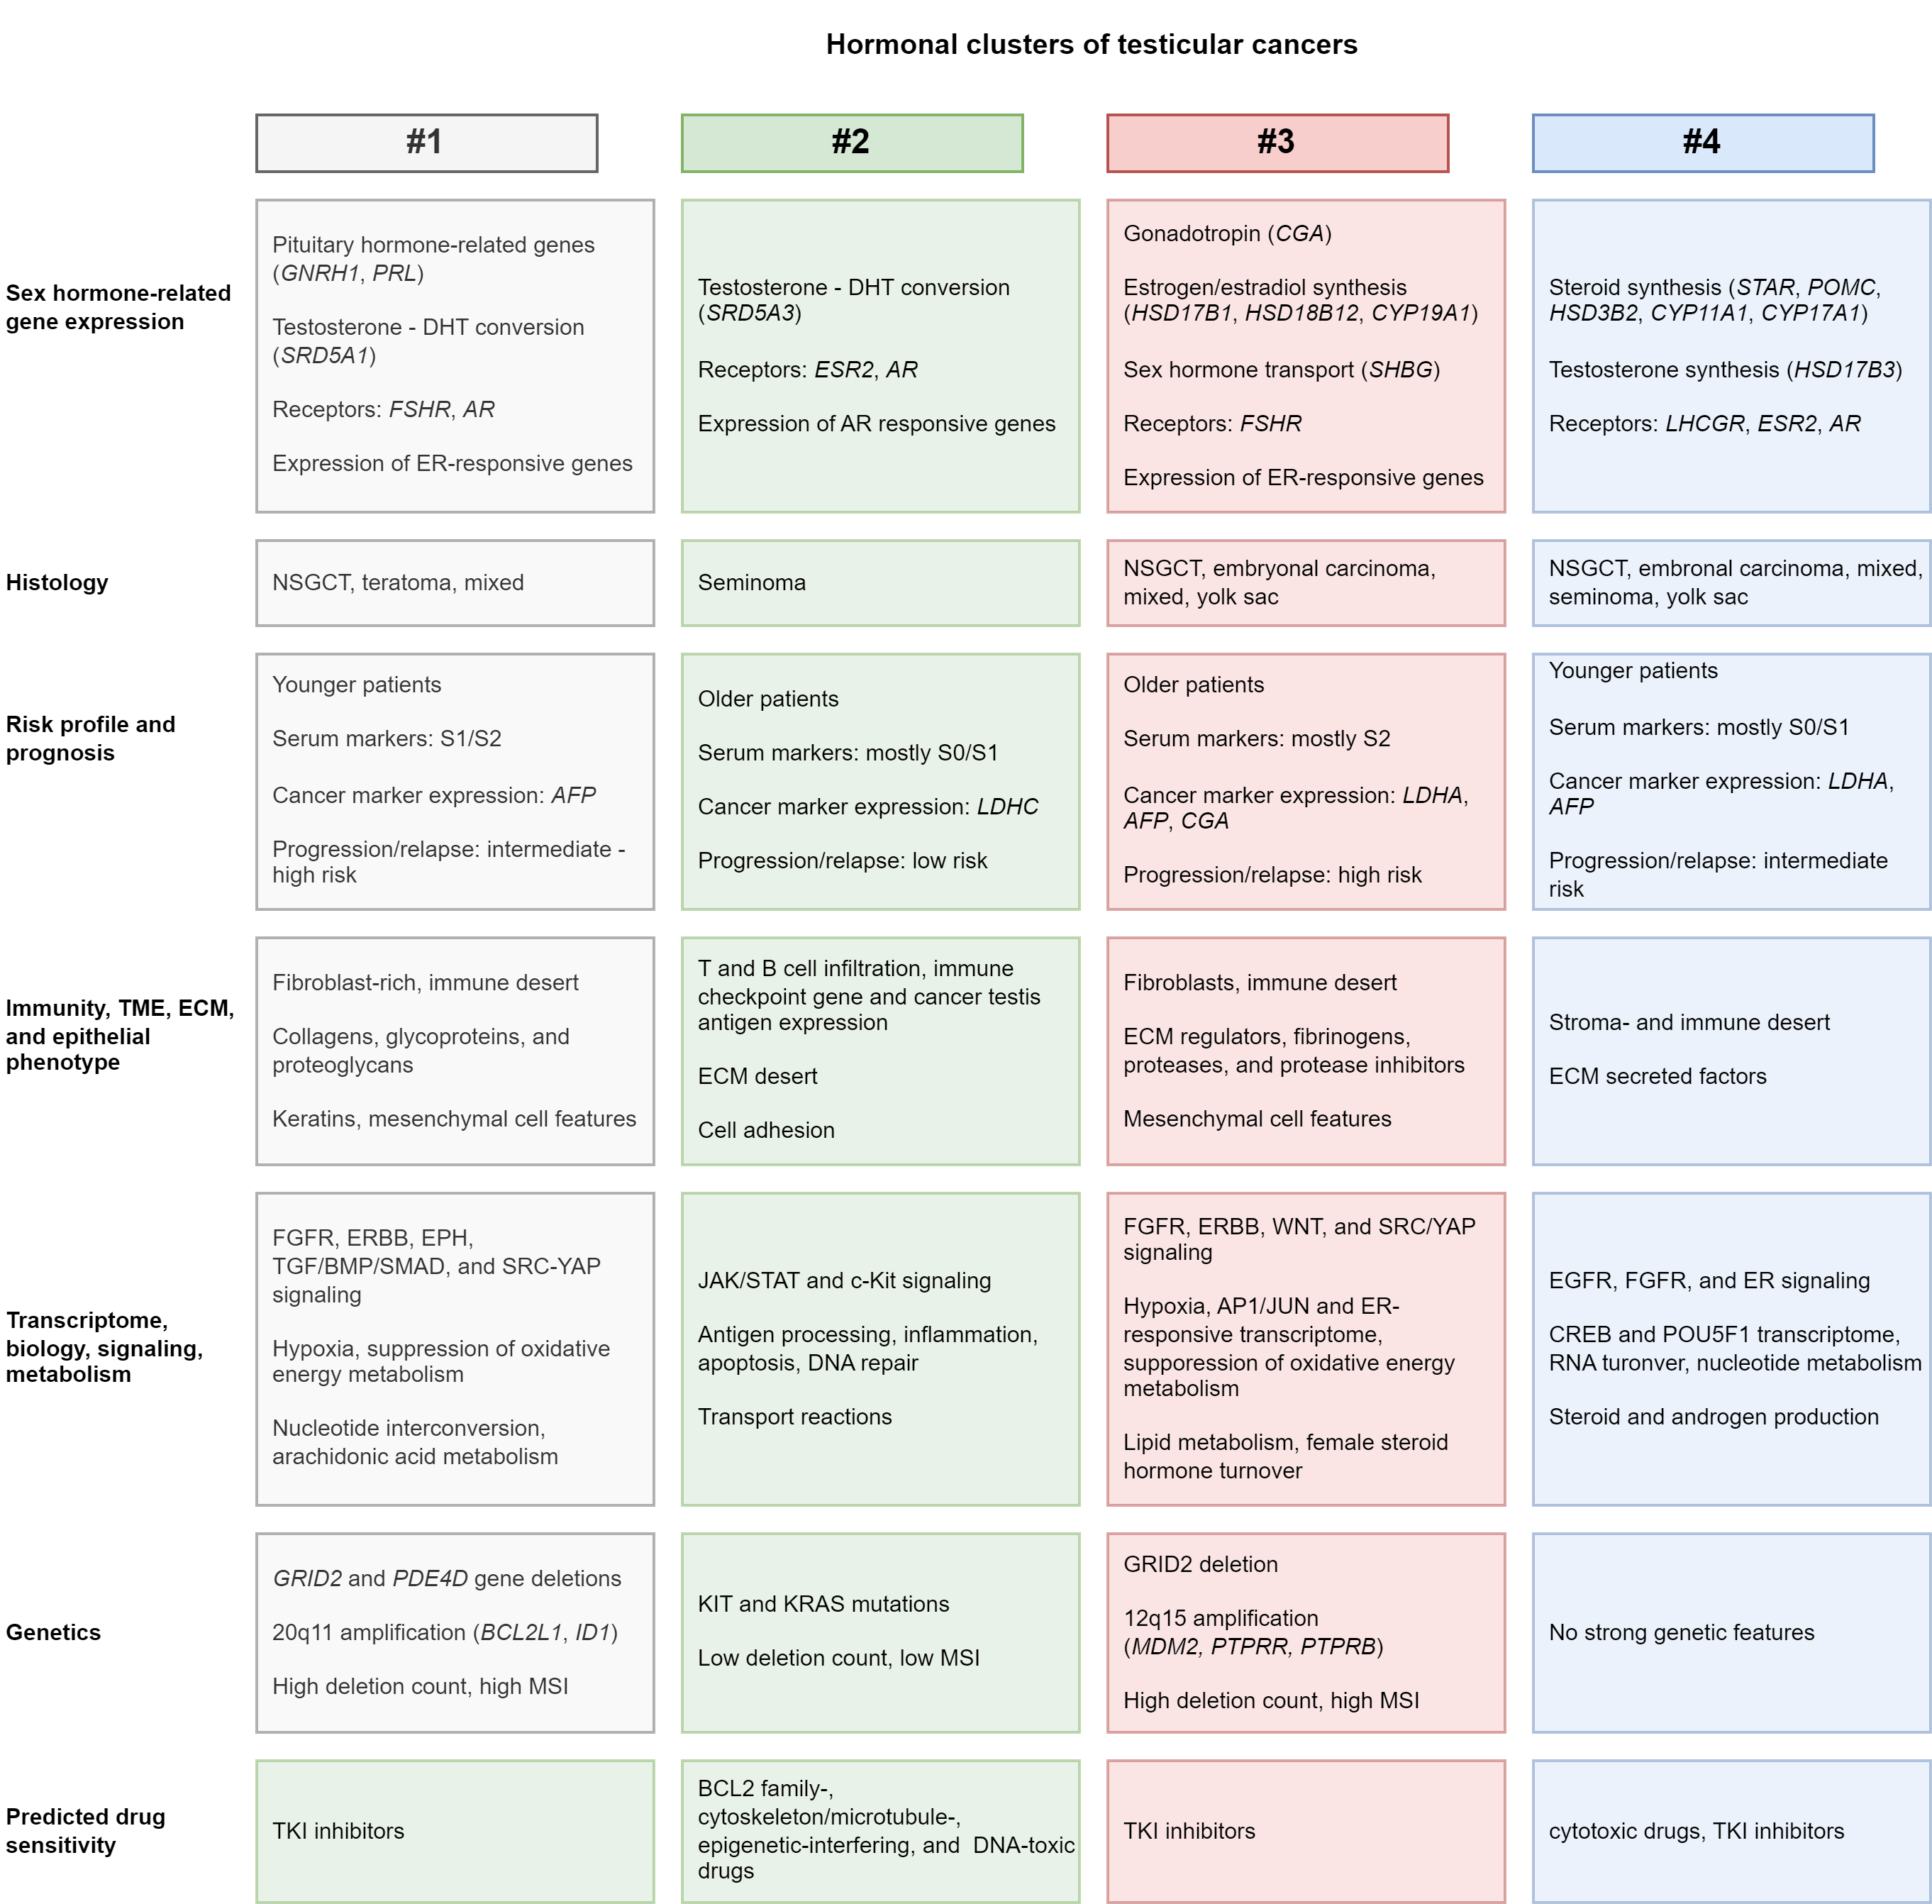 Hormonal clusters of testicular cancers
#1
#2
#3
#4
Sex hormone-related
gene expression
Pituitary hormone-related genes
(GNRH1, PRL)
Testosterone - DHT conversion
(SRD5A1)
Receptors: FSHR, AR
Expression of ER-responsive genes
Testosterone - DHT conversion
(SRD5A3)
Receptors: ESR2, AR
Expression of AR responsive genes
Gonadotropin (CGA)
Estrogen/estradiol synthesis
(HSD17B1, HSD18B12, CYP19A1)
Sex hormone transport (SHBG)
Receptors: FSHR
Expression of ER-responsive genes
Steroid synthesis (STAR, POMC,
HSD3B2, CYP11A1, CYP17A1)
Testosterone synthesis (HSD17B3)
Receptors: LHCGR, ESR2, AR
Histology
NSGCT, teratoma, mixed
Seminoma
NSGCT, embryonal carcinoma,
mixed, yolk sac
NSGCT, embronal carcinoma, mixed,
seminoma, yolk sac
Risk profile and
prognosis
Younger patients
Serum markers: S1/S2
Cancer marker expression: AFP
Progression/relapse: intermediate -
high risk
Older patients
Serum markers: mostly S0/S1
Cancer marker expression: LDHC
Progression/relapse: low risk
Older patients
Serum markers: mostly S2
Cancer marker expression: LDHA,
AFP, CGA
Progression/relapse: high risk
Younger patients
Serum markers: mostly S0/S1
Cancer marker expression: LDHA,
AFP
Progression/relapse: intermediate
risk
Immunity, TME, ECM,
and epithelial
phenotype
Fibroblast-rich, immune desert
Collagens, glycoproteins, and
proteoglycans
Keratins, mesenchymal cell features
T and B cell infiltration, immune
checkpoint gene and cancer testis
antigen expression
ECM desert
Cell adhesion
Fibroblasts, immune desert
ECM regulators, fibrinogens,
proteases, and protease inhibitors
Mesenchymal cell features
Stroma- and immune desert
ECM secreted factors
Transcriptome,
biology, signaling,
metabolism
FGFR, ERBB, EPH,
TGF/BMP/SMAD, and SRC-YAP
signaling
Hypoxia, suppression of oxidative
energy metabolism
Nucleotide interconversion,
arachidonic acid metabolism
JAK/STAT and c-Kit signaling
Antigen processing, inflammation,
apoptosis, DNA repair
Transport reactions
FGFR, ERBB, WNT, and SRC/YAP
signaling
Hypoxia, AP1/JUN and ER-
responsive transcriptome,
supporession of oxidative energy
metabolism
Lipid metabolism, female steroid
hormone turnover
EGFR, FGFR, and ER signaling
CREB and POU5F1 transcriptome,
RNA turonver, nucleotide metabolism
Steroid and androgen production
Genetics
GRID2 and PDE4D gene deletions
20q11 amplification (BCL2L1, ID1)
High deletion count, high MSI
KIT and KRAS mutations
Low deletion count, low MSI
GRID2 deletion
12q15 amplification
(MDM2, PTPRR, PTPRB)
High deletion count, high MSI
No strong genetic features
Predicted drug
sensitivity
TKI inhibitors
BCL2 family-,
cytoskeleton/microtubule-,
epigenetic-interfering, and DNA-toxic
drugs
TKI inhibitors
cytotoxic drugs, TKI inhibitors